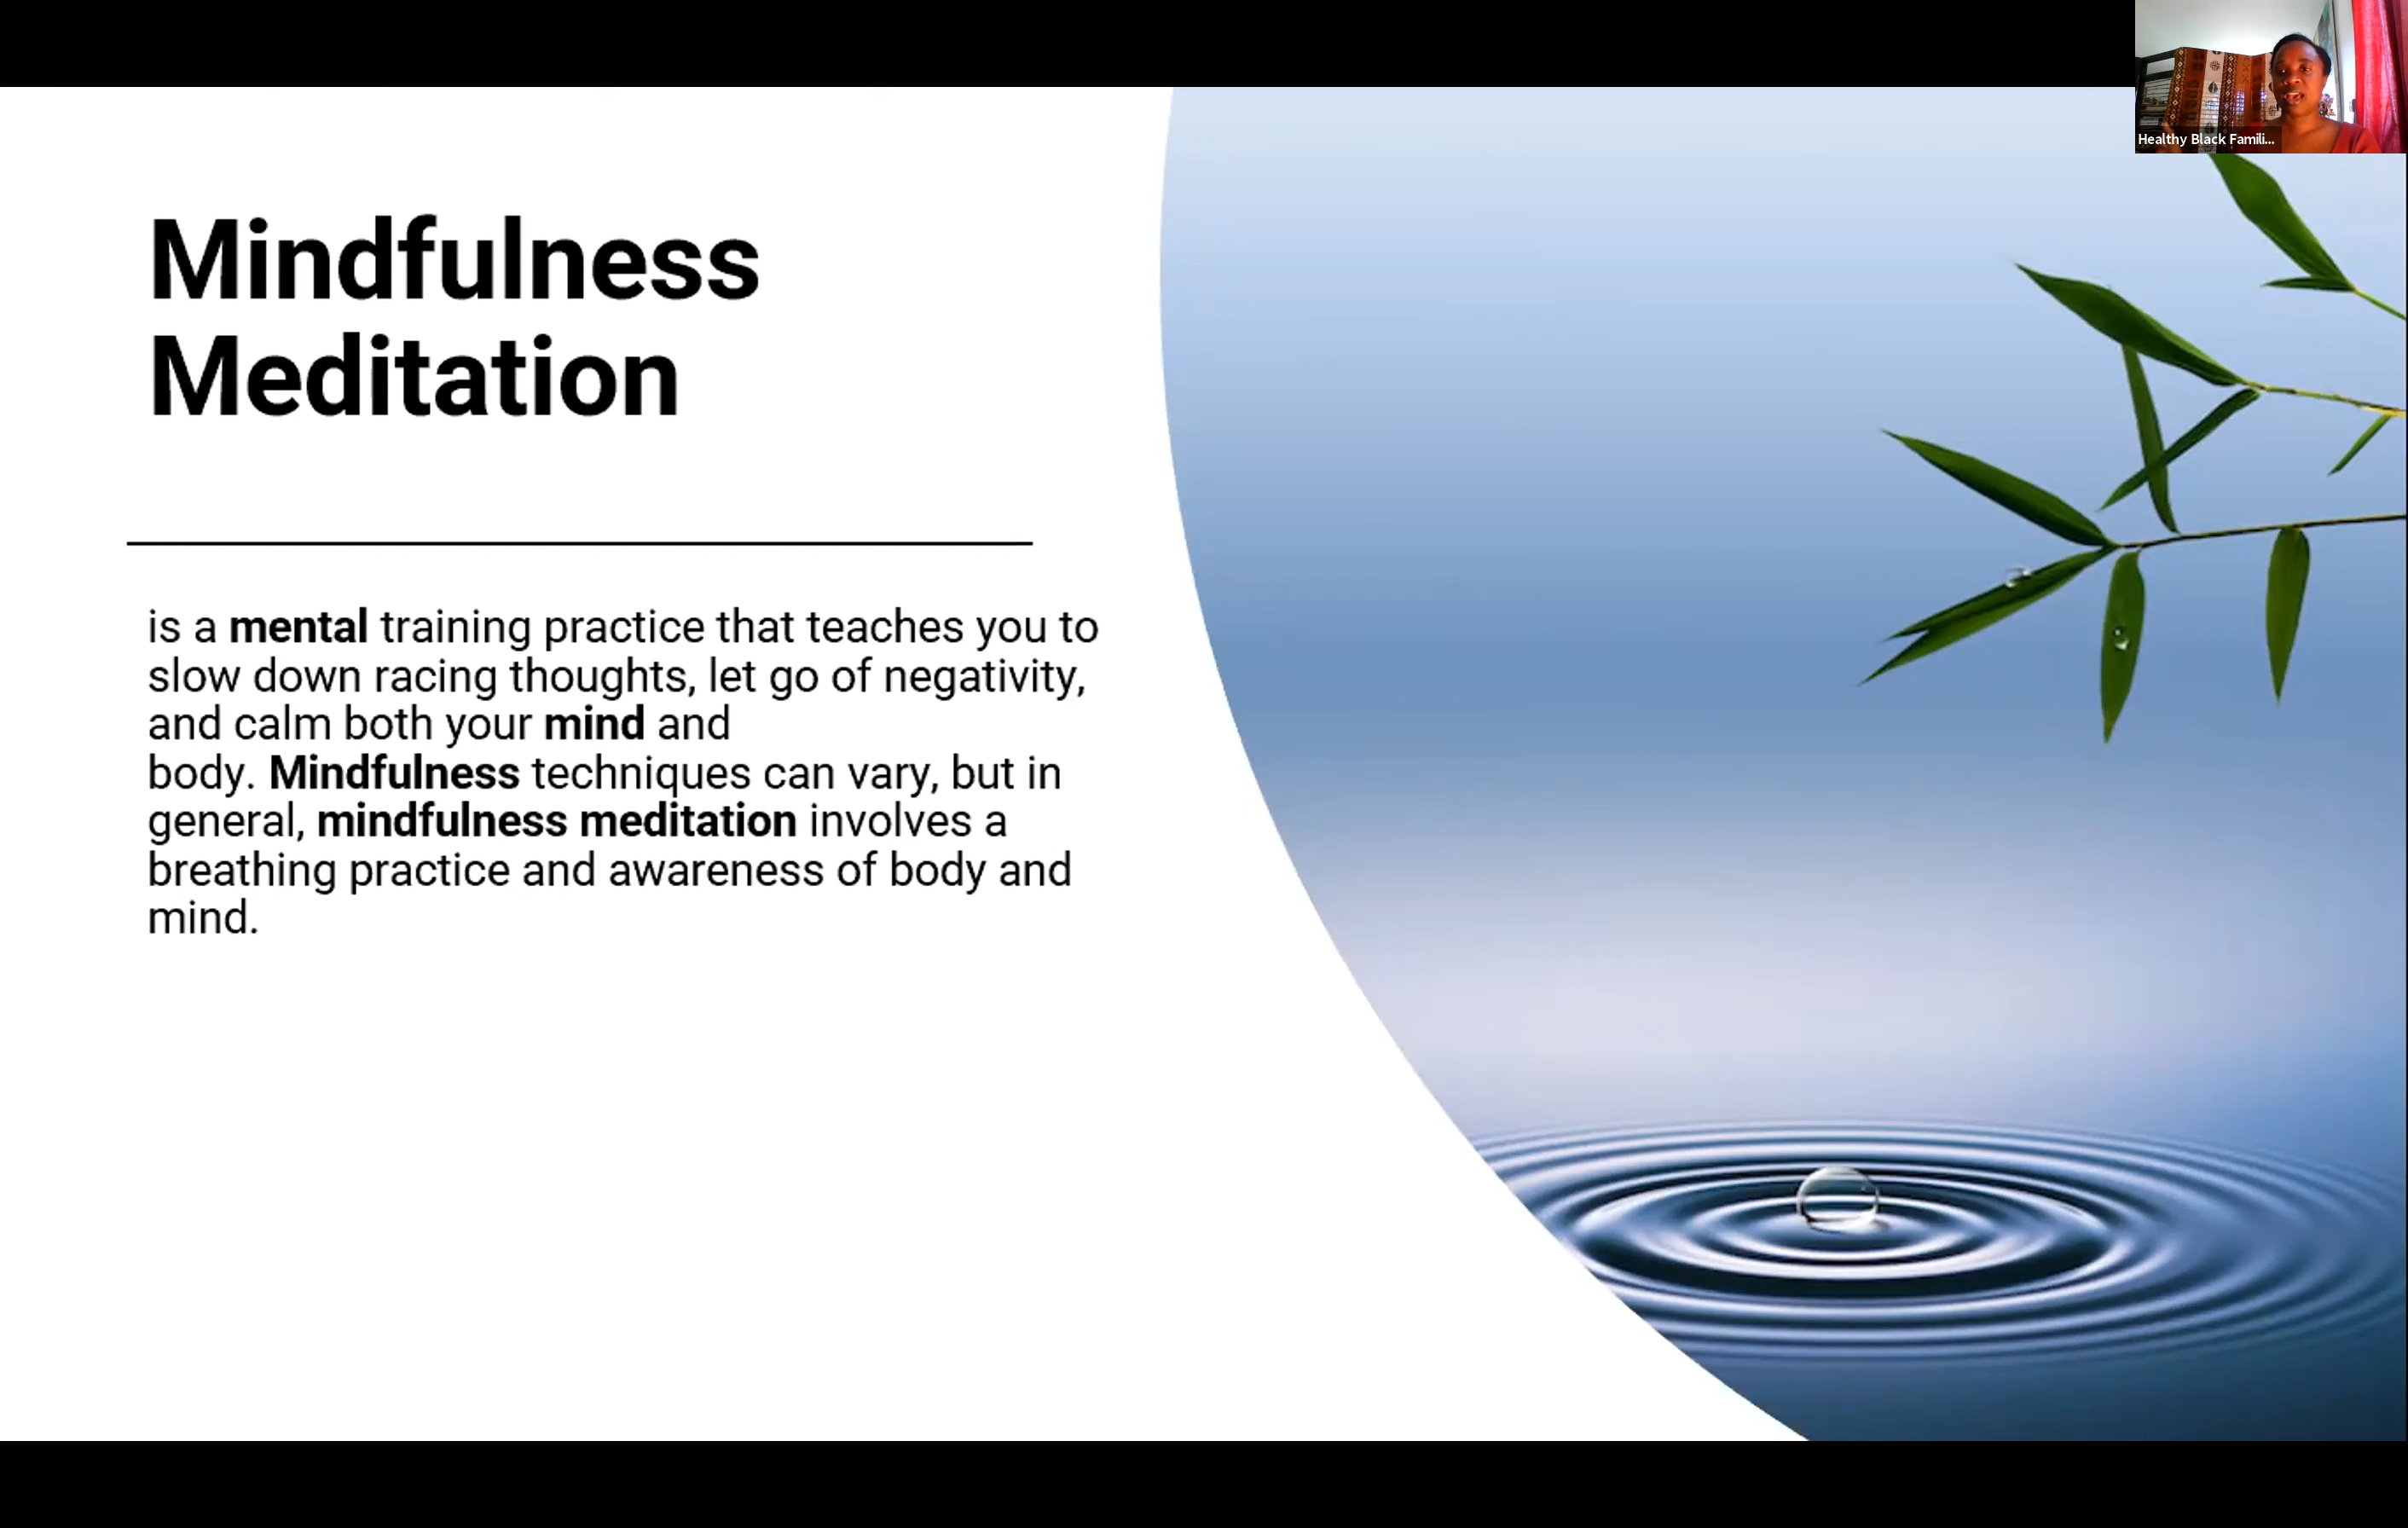 Healthy Black Famili...
Mindfulness
Meditation
is a mental training practice that teaches you to
slow down racing thoughts, let go of negativity,
and calm both your mind and
body. Mindfulness techniques can vary, but in
general, mindfulness meditation involves a
breathing practice and awareness of body and
mind.